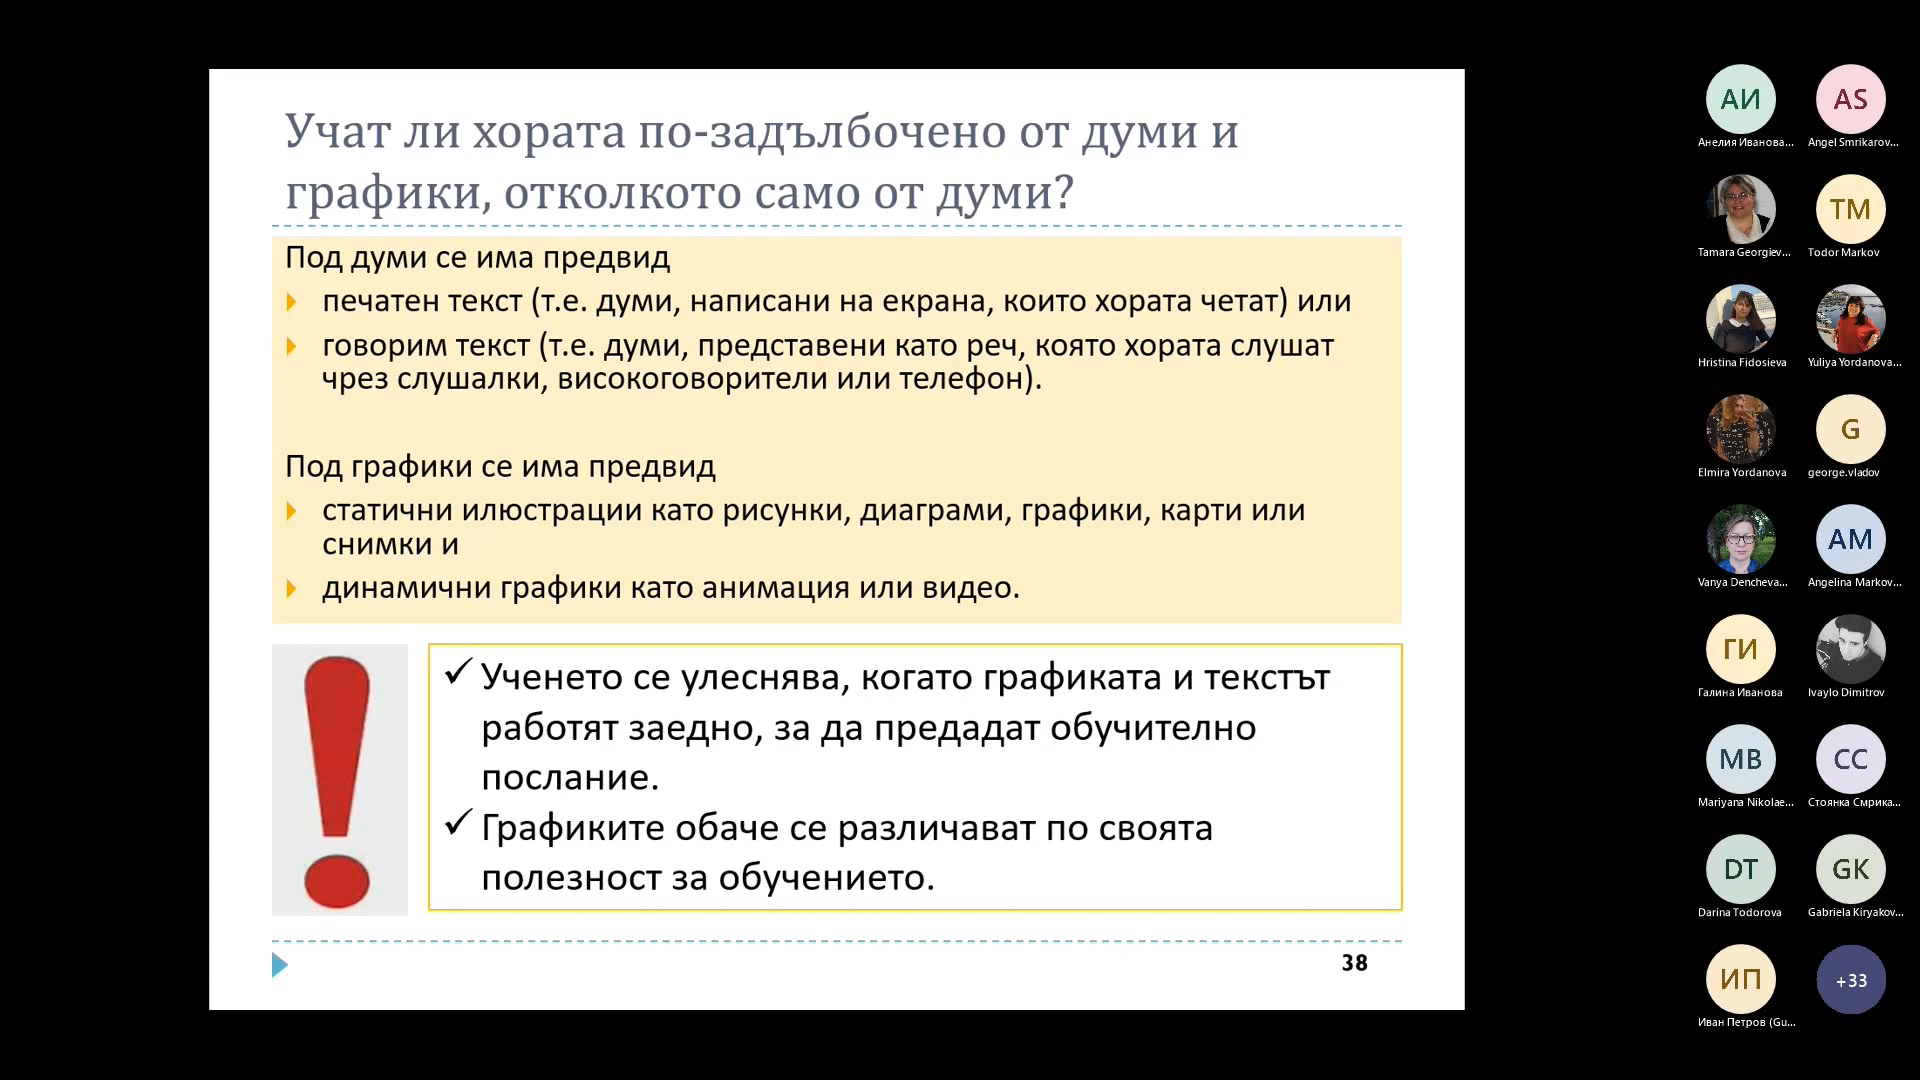 Учат ли хората по-задълбочено от думи и
графики, отколкото само от думи?
Под думи се има предвид
печатен текст (т.е. думи, написани на екрана, които хората четат) или
говорим текст (т.е. думи, представени като реч, която хората слушат
чрез слушалки, високоговорители или телефон).
Под графики се има предвид
статични илюстрации като рисунки, диаграми, графики, карти или
снимки и
динамични графики като анимация или видео.
✓ Ученето се улеснява, когато графиката и текстът
работят заедно, за да предадат обучително
послание.
✓ Графиките обаче се различават по своята
полезност за обучението.
38
АИ AS
Анелия Иванова... Angel Smrikarov...
TM
Tamara Georgiev... Todor Markov
Hristina Fidosieva Yuliya Yordanova...
G
Elmira Yordanova george.vladov
AM
Vanya Dencheva... Angelina Markov...
ГИ
Галина Иванова Ivaylo Dimitrov
MB CC
Mariyana Nikolae... Стоянка Смрика...
DT GK
Darina Todorova Gabriela Kiryakov...
ИП +33
Иван Петров (Gu...